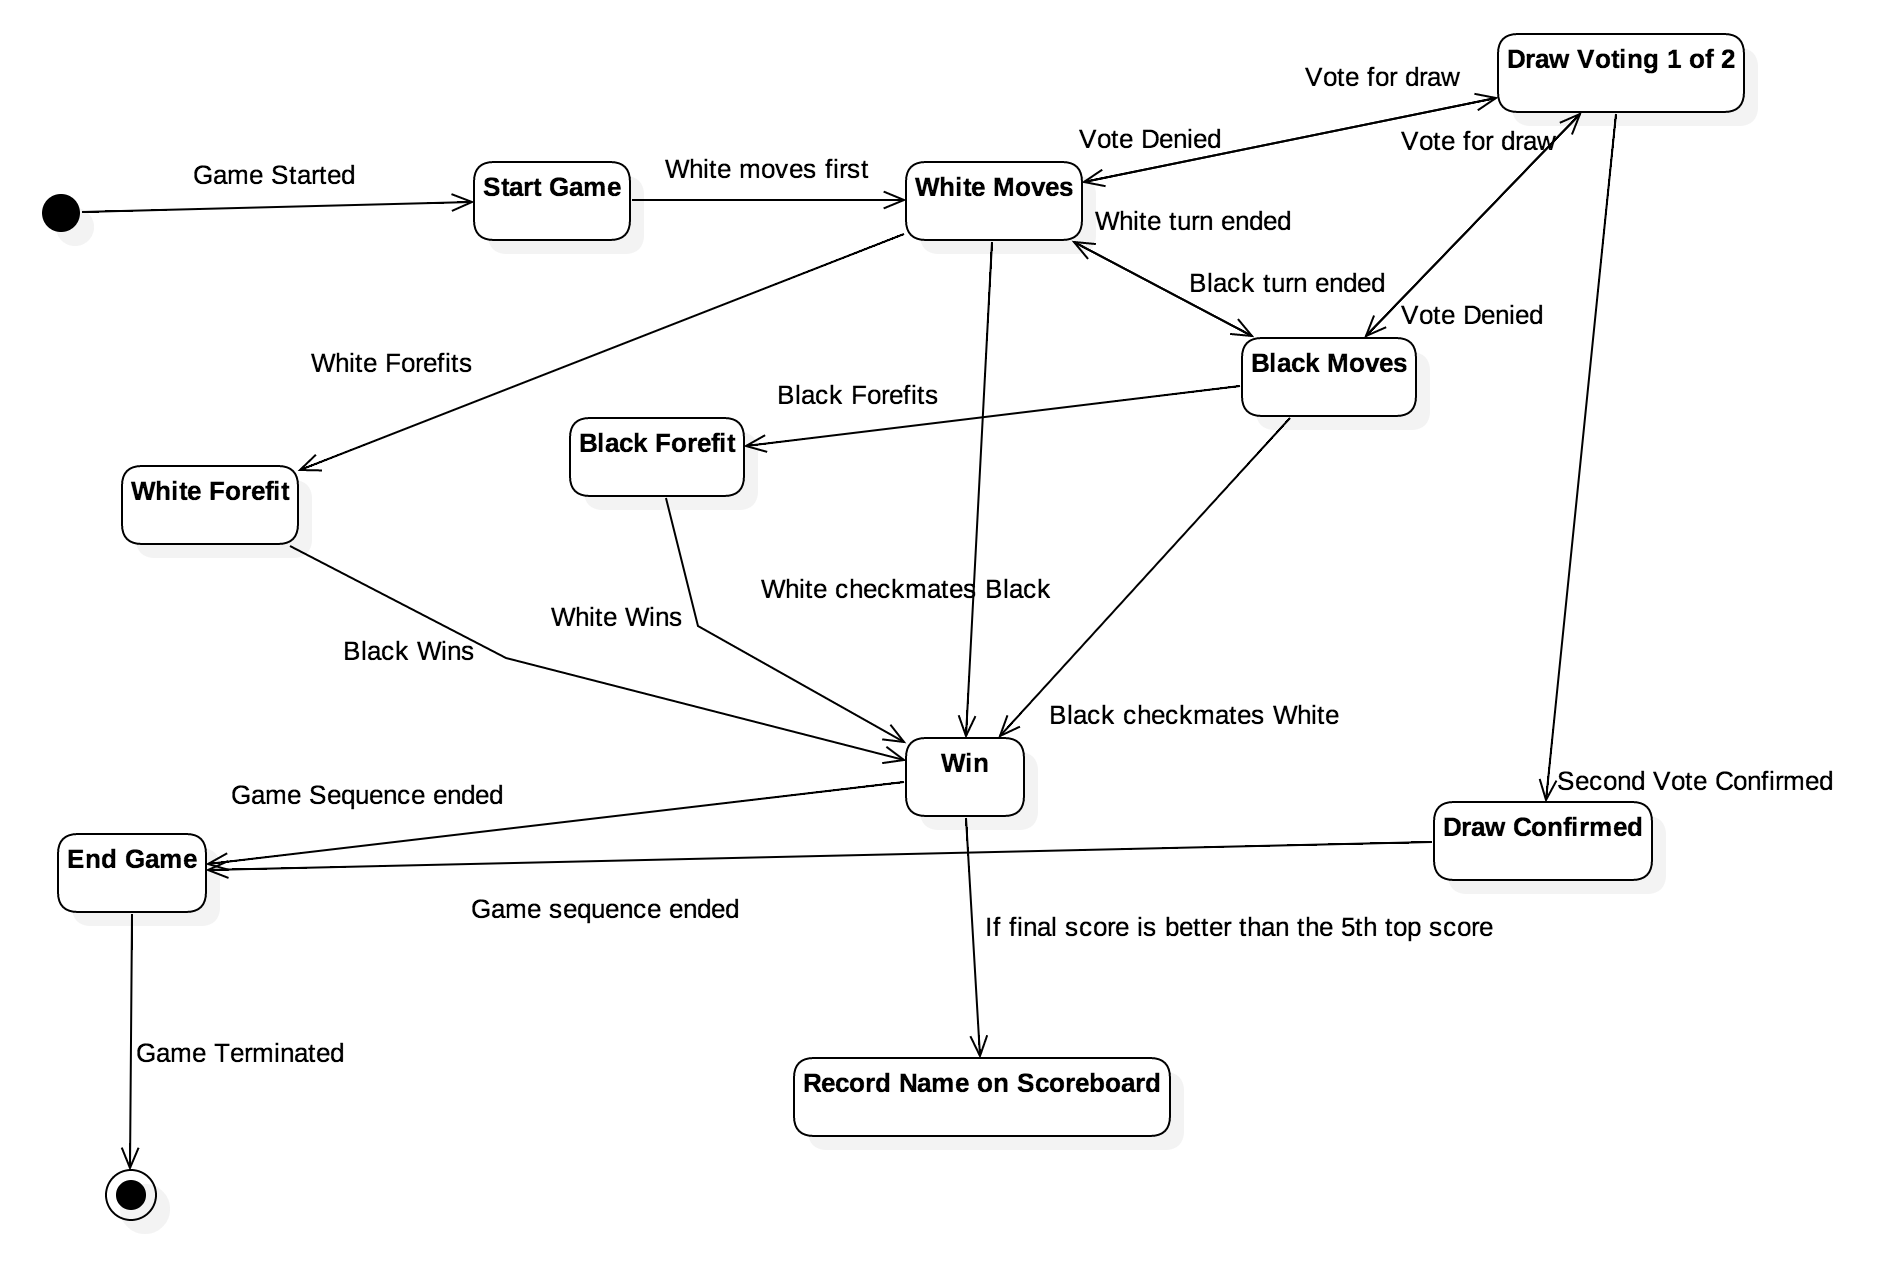 Draw Voting 1 of 2
Vote for draw
Vote Denied
Vote for draw
Game Started
White moves first
Start Game
White Moves
White turn ended
Black turn ended
Vote Denied
White Forefits
Black Moves
Black Forefits
Black Forefit
White Forefit
White checkmates Black
White Wins
Black Wins
Black checkmates White
Win
Second Vote Confirmed
Game Sequence ended
Draw Confirmed
End Game
Game sequence ended
If final score is better than the 5th top score
Game Terminated
Record Name on Scoreboard